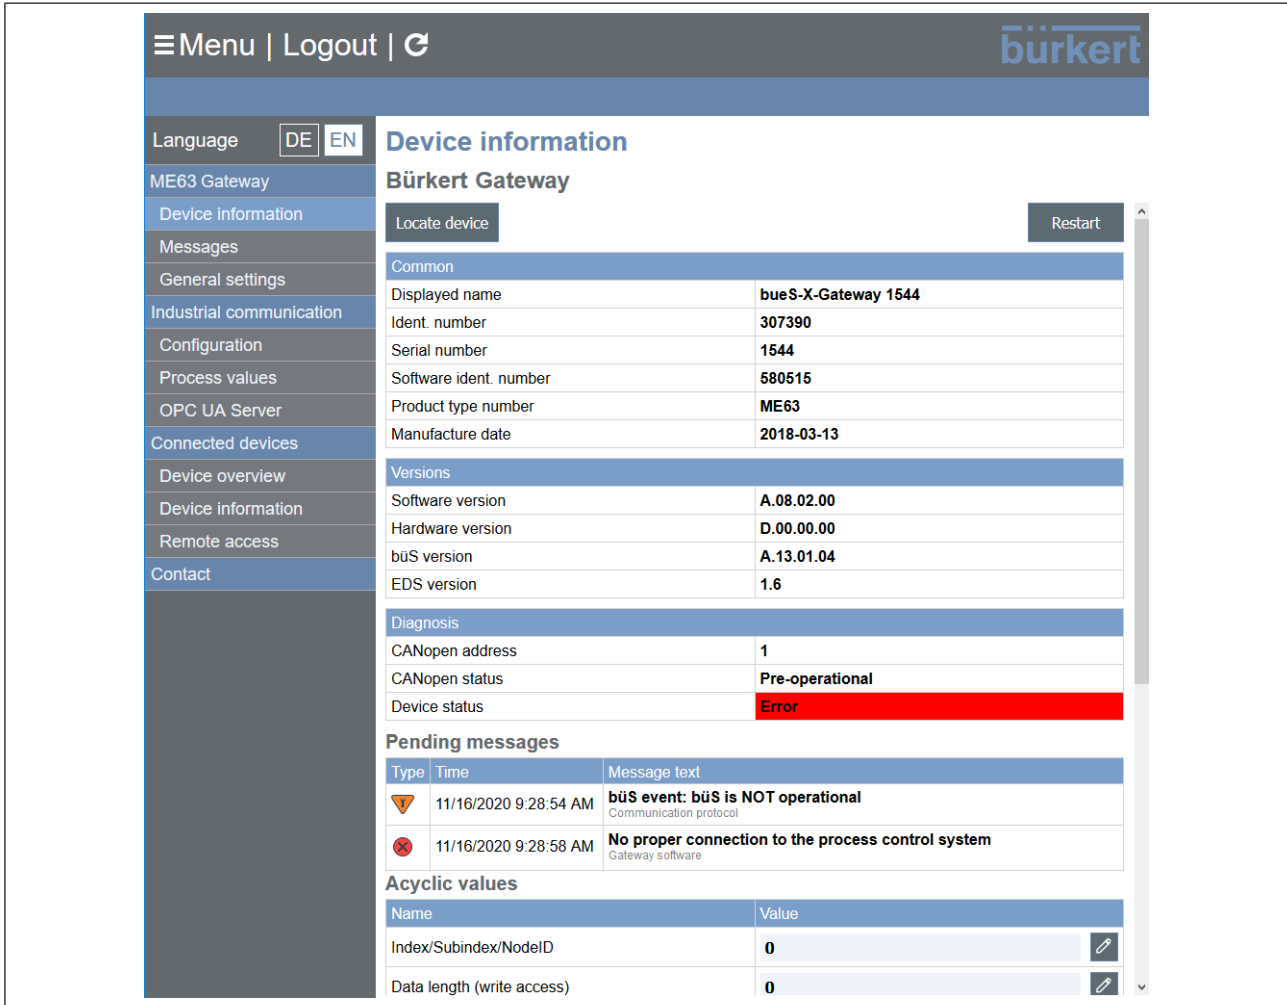 Menu | Logout |
bürkert
Language DE EN
ME63 Gateway
Device information
Messages
General settings
Industrial communication
Configuration
Process values
OPC UA Server
Connected devices
Device overview
Device information
Remote access
Contact
Device information
Bürkert Gateway
Locate device Restart
Common
Displayed name bueS-X-Gateway 1544
Ident. number 307390
Serial number 1544
Software ident. number 580515
Product type number ME63
Manufacture date 2018-03-13
Versions
Software version A.08.02.00
Hardware version D.00.00.00
büS version A.13.01.04
EDS version 1.6
Diagnosis
CANopen address 1
CANopen status Pre-operational
Device status Error
Pending messages
Type Time Message text
11/16/2020 9:28:54 AM büS event: büS is NOT operational
Communication protocol
11/16/2020 9:28:58 AM No proper connection to the process control system
Gateway software
Acyclic values
Name Value
Index/Subindex/NodeID 0
Data length (write access) 0